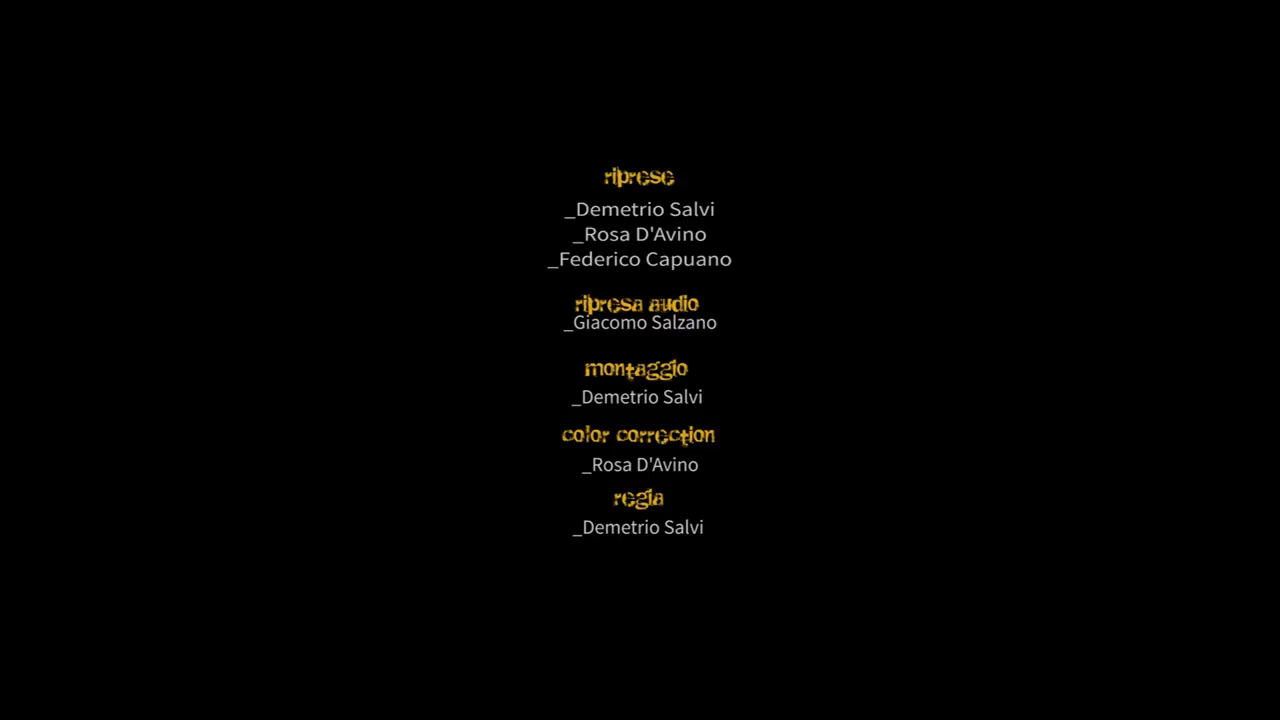 riprese
_Demetrio Salvi
_Rosa D'Avino
_Federico Capuano
ripresa audio
_Giacomo Salzano
montaggio
_Demetrio Salvi
color correction
_Rosa D'Avino
regia
_Demetrio Salvi